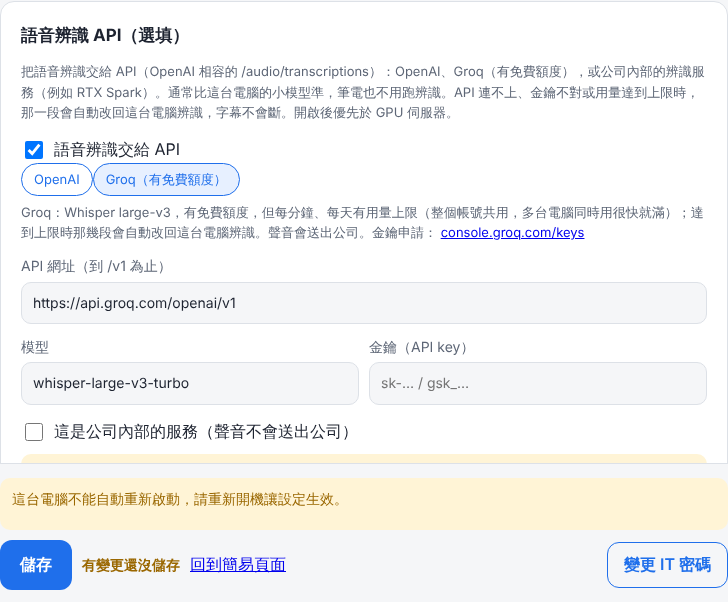 語音辨識 API（選填）
把語音辨識交給 API（OpenAI 相容的 /audio/transcriptions）：OpenAI、Groq（有免費額度），或公司內部的辨識服
務（例如 RTX Spark）。通常比這台電腦的小模型準，筆電也不用跑辨識。API 連不上、金鑰不對或用量達到上限時，
那一段會自動改回這台電腦辨識，字幕不會斷。開啟後優先於 GPU 伺服器。
語音辨識交給 API
OpenAI Groq（有免費額度）
Groq：Whisper large-v3，有免費額度，但每分鐘、每天有用量上限（整個帳號共用，多台電腦同時用很快就滿）；達
到上限時那幾段會自動改回這台電腦辨識。聲音會送出公司。金鑰申請： console.groq.com/keys
API 網址（到 /v1 為止）
https://api.groq.com/openai/v1
模型 金鑰（API key）
whisper-large-v3-turbo sk-... / gsk_...
這是公司內部的服務（聲音不會送出公司）
這台電腦不能自動重新啟動，請重新開機讓設定生效。
儲存 有變更還沒儲存 回到簡易頁面 變更 IT 密碼